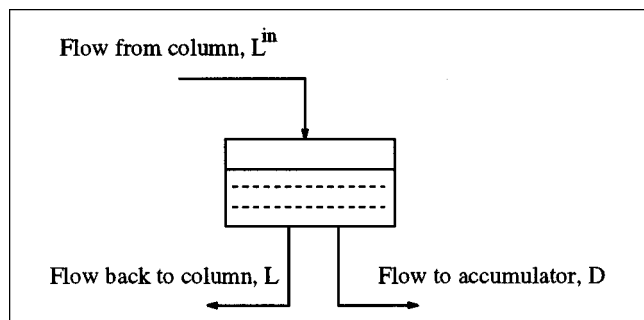 Flow from column, L^in
Flow back to column, L
Flow to accumulator, D